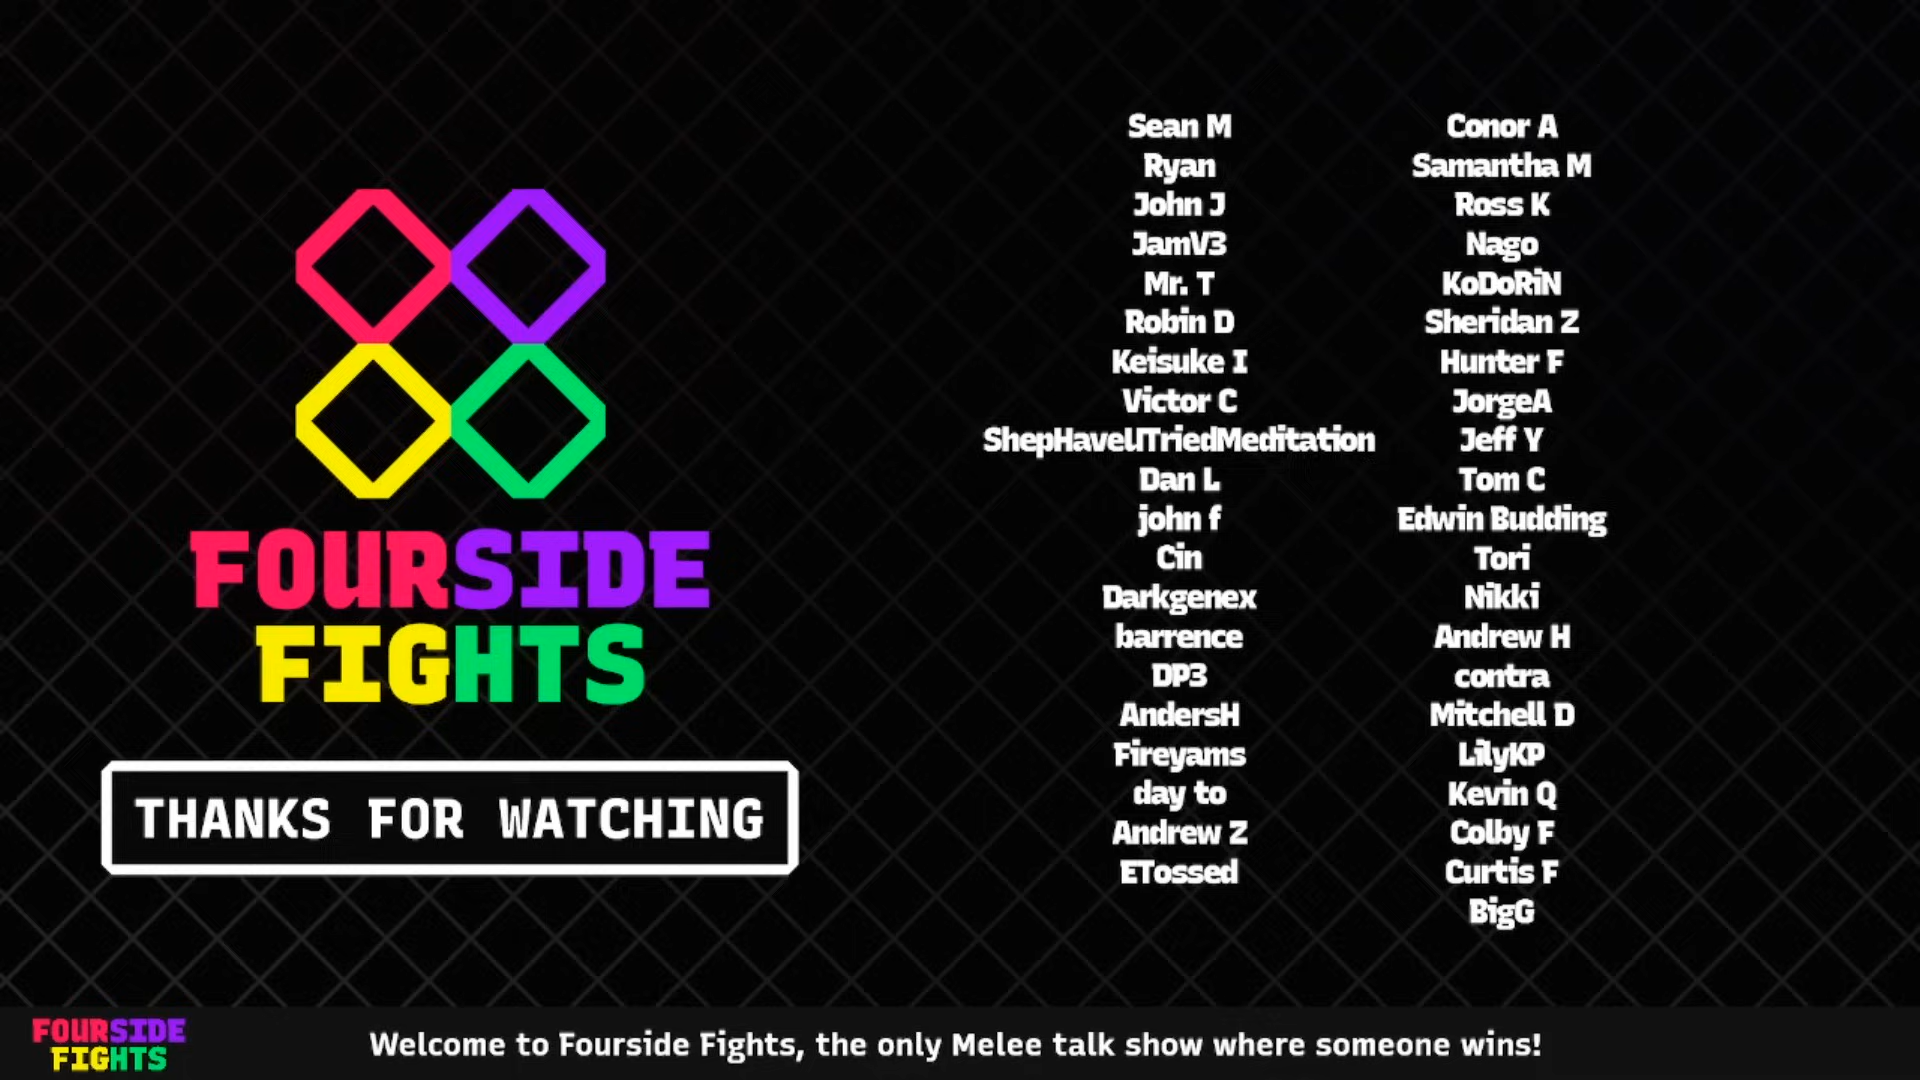 FOURSIDE
FIGHTS
THANKS FOR WATCHING
Sean M
Ryan
John J
JamV3
Mr. T
Robin D
Keisuke I
Victor C
ShepHaveUTriedMeditation
Dan L
john f
Cin
Darkgenex
barrence
DP3
AndersH
Fireyams
day to
Andrew Z
ETossed
Conor A
Samantha M
Ross K
Nago
KoDoRiN
Sheridan Z
Hunter F
JorgeA
Jeff Y
Tom C
Edwin Budding
Tori
Nikki
Andrew H
contra
Mitchell D
LilyKP
Kevin Q
Colby F
Curtis F
BigG
FOURSIDE
FIGHTS
Welcome to Fourside Fights, the only Melee talk show where someone wins!